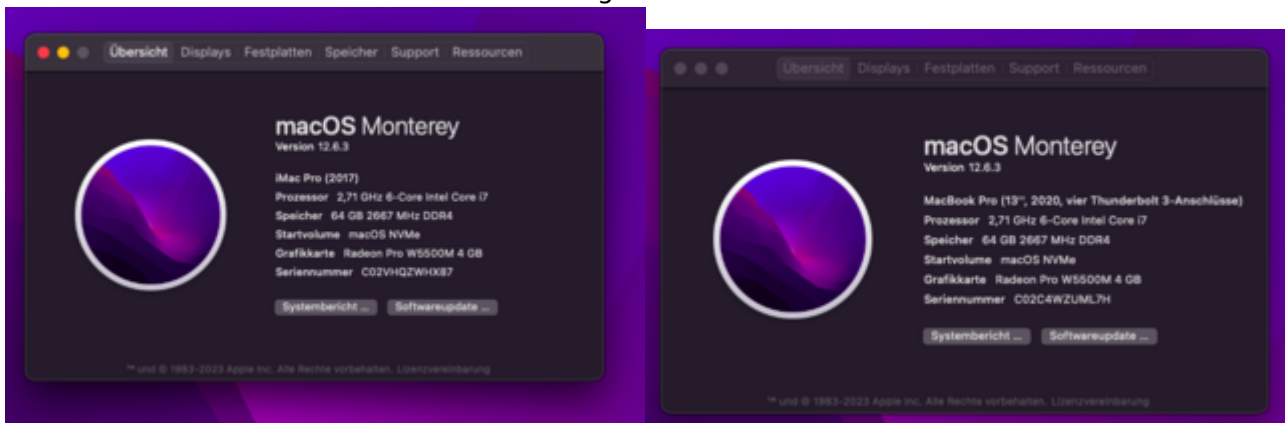 Übersicht Displays Festplatten Speicher Support Ressourcen
macOS Monterey
Version 12.6.3
iMac Pro (2017)
Prozessor 2,71 GHz 6-Core Intel Core i7
Speicher 64 GB 2667 MHz DDR4
Startvolume macOS NVMe
Grafikkarte Radeon Pro W5500M 4 GB
Seriennummer C02VHQZWHX87
Systembericht ... Softwareupdate ...
™ und © 1983-2023 Apple Inc. Alle Rechte vorbehalten. Lizenzvereinbarung
Übersicht Displays Festplatten Support Ressourcen
macOS Monterey
Version 12.6.3
MacBook Pro (13", 2020, vier Thunderbolt 3-Anschlüsse)
Prozessor 2,71 GHz 6-Core Intel Core i7
Speicher 64 GB 2667 MHz DDR4
Startvolume macOS NVMe
Grafikkarte Radeon Pro W5500M 4 GB
Seriennummer C02C4WZUML7H
Systembericht ... Softwareupdate ...
™ und © 1983-2023 Apple Inc. Alle Rechte vorbehalten. Lizenzvereinbarung